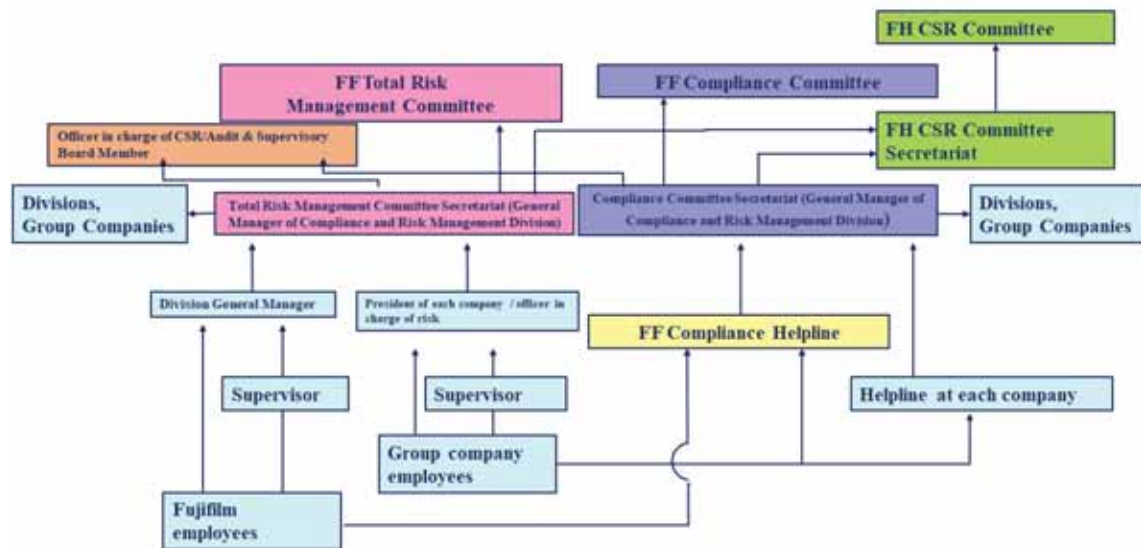 FH CSR Committee
FF Total Risk
Management Committee
FF Compliance Committee
Officer in charge of CSR/Audit & Supervisory
Board Member
FH CSR Committee
Secretariat
Divisions,
Group Companies
Total Risk Management Committee Secretariat (General
Manager of Compliance and Risk Management Division)
Compliance Committee Secretariat (General Manager of
Compliance and Risk Management Division)
Divisions,
Group Companies
Division General Manager
President of each company / officer in
charge of risk
FF Compliance Helpline
Supervisor
Supervisor
Helpline at each company
Group company
employees
Fujifilm
employees